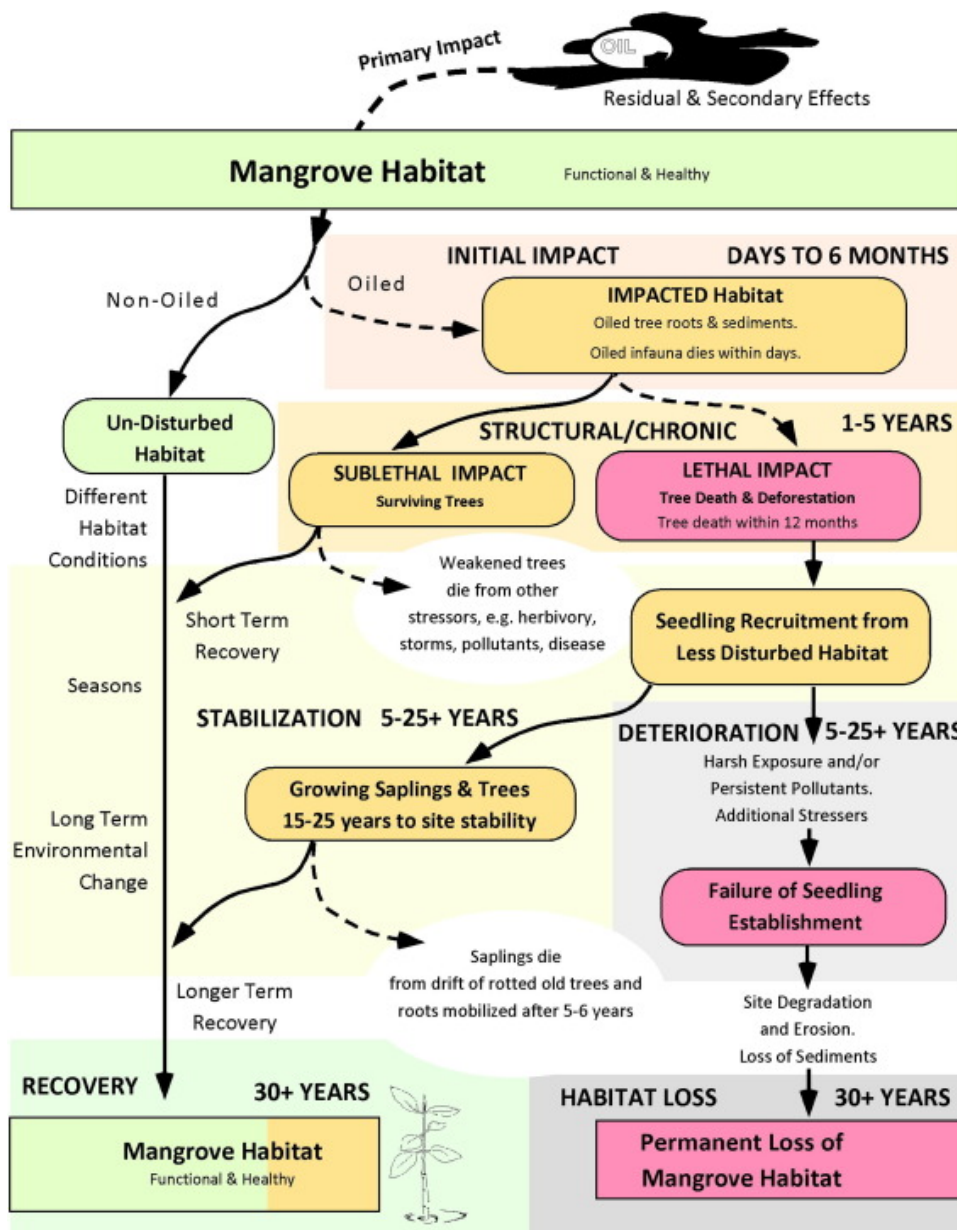 Primary Impact
OIL
Residual & Secondary Effects
Mangrove Habitat Functional & Healthy
INITIAL IMPACT DAYS TO 6 MONTHS
Non-Oiled
Oiled
IMPACTED Habitat
Oiled tree roots & sediments.
Oiled infauna dies within days.
Un-Disturbed
Habitat
STRUCTURAL/CHRONIC 1-5 YEARS
SUBLETHAL IMPACT
Surviving Trees
LETHAL IMPACT
Tree Death & Deforestation
Tree death within 12 months
Different
Habitat
Conditions
Weakened trees
die from other
stressors, e.g. herbivory,
storms, pollutants, disease
Short Term
Recovery
Seedling Recruitment from
Less Disturbed Habitat
Seasons
STABILIZATION 5-25+ YEARS
DETERIORATION 5-25+ YEARS
Harsh Exposure and/or
Persistent Pollutants.
Additional Stressers
Growing Saplings & Trees
15-25 years to site stability
Long Term
Environmental
Change
Failure of Seedling
Establishment
Saplings die
from drift of rotted old trees and
roots mobilized after 5-6 years
Longer Term
Recovery
Site Degradation
and Erosion.
Loss of Sediments
RECOVERY 30+ YEARS
Mangrove Habitat
Functional & Healthy
HABITAT LOSS 30+ YEARS
Permanent Loss of
Mangrove Habitat